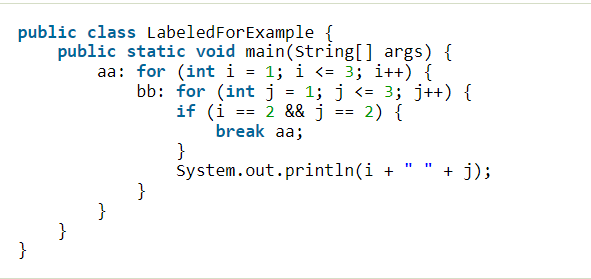 public class LabeledForExample {
public static void main(String[] args) {
aa: for (int i = 1; i <= 3; i++) {
bb: for (int j = 1; j <= 3; j++) {
if (i == 2 && j == 2) {
break aa;
}
System.out.println(i + " " + j);
}
}
}
}